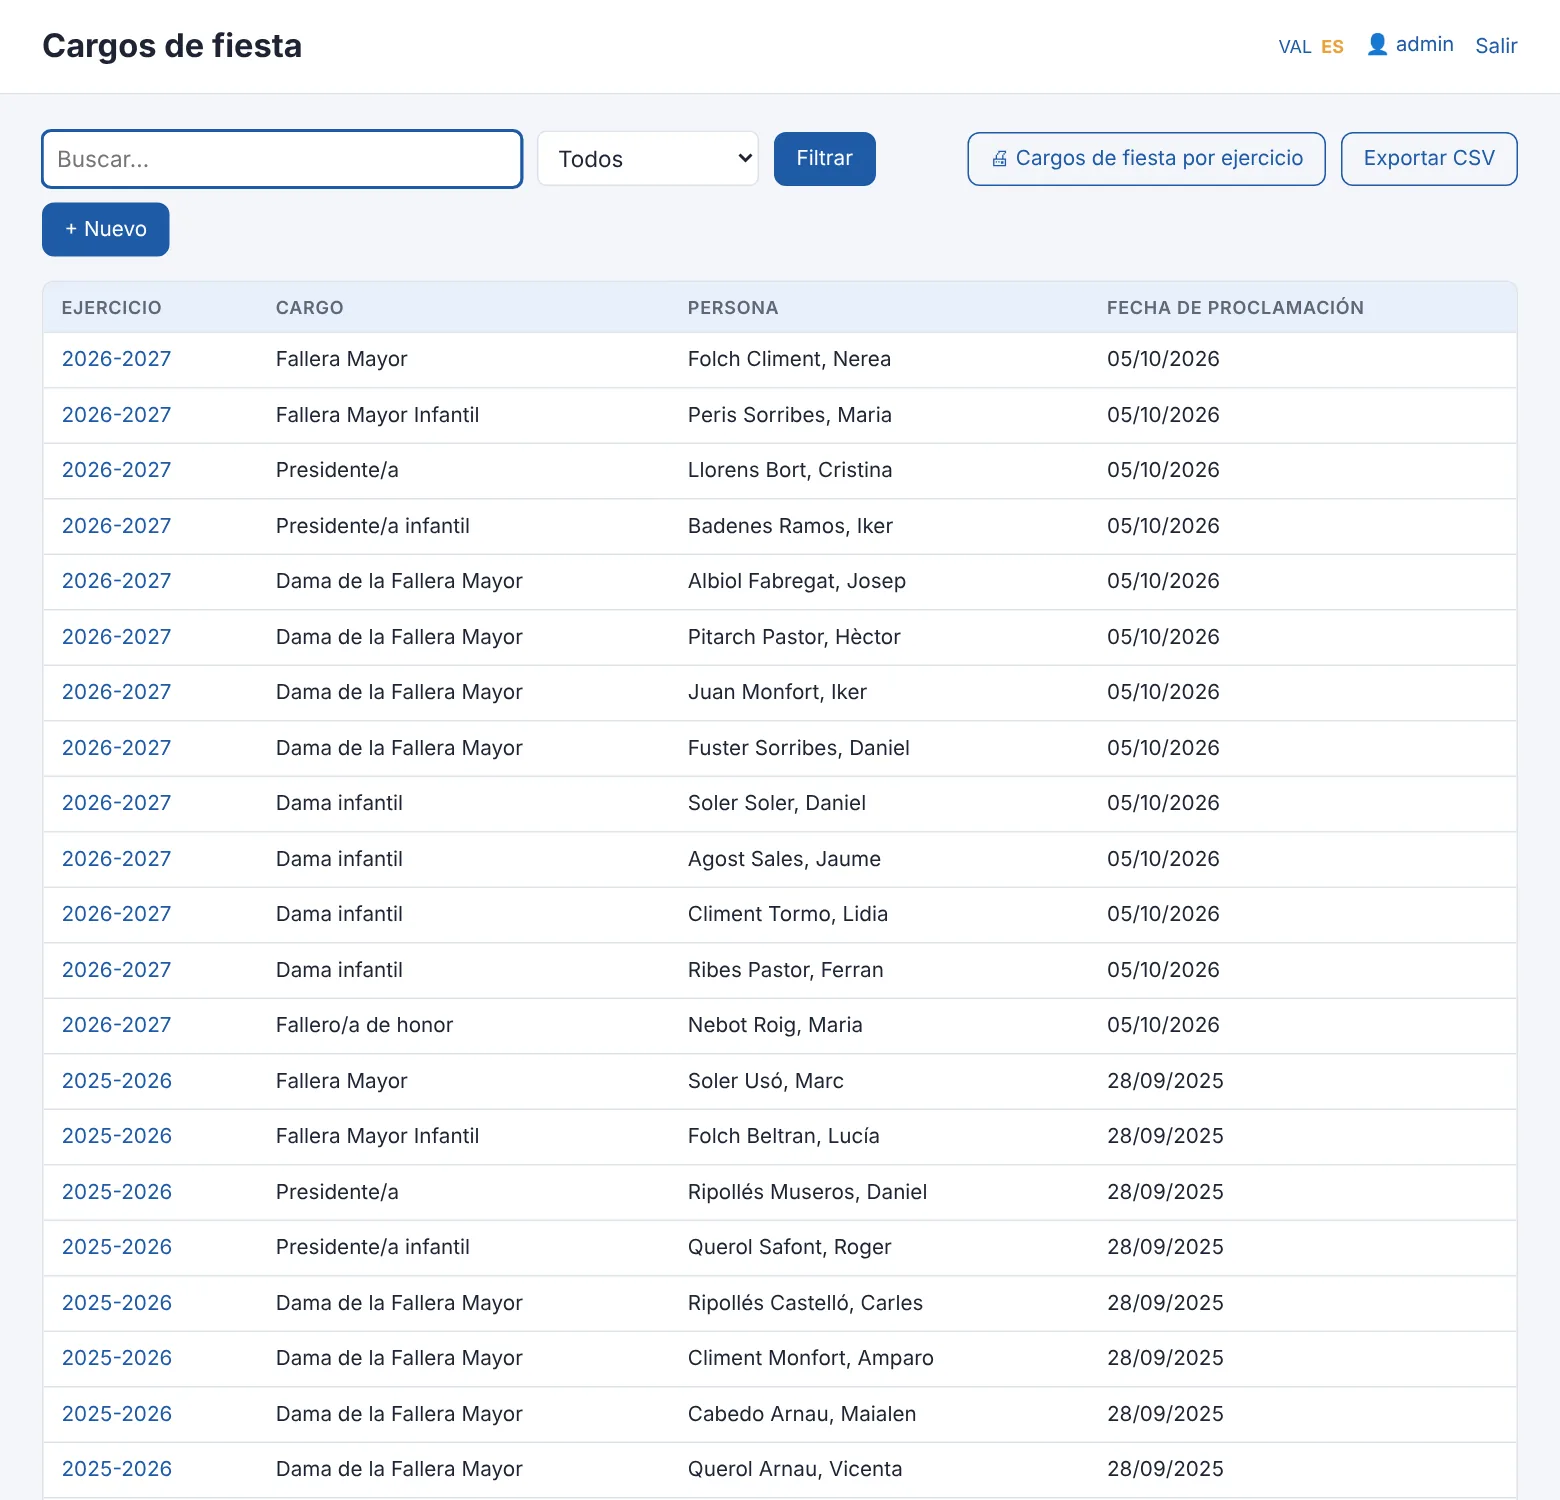 Cargos de fiesta
VAL ES admin Salir
Buscar... Todos Filtrar Cargos de fiesta por ejercicio Exportar CSV
+ Nuevo
EJERCICIO CARGO PERSONA FECHA DE PROCLAMACIÓN
2026-2027 Fallera Mayor Folch Climent, Nerea 05/10/2026
2026-2027 Fallera Mayor Infantil Peris Sorribes, Maria 05/10/2026
2026-2027 Presidente/a Llorens Bort, Cristina 05/10/2026
2026-2027 Presidente/a infantil Badenes Ramos, Iker 05/10/2026
2026-2027 Dama de la Fallera Mayor Albiol Fabregat, Josep 05/10/2026
2026-2027 Dama de la Fallera Mayor Pitarch Pastor, Hèctor 05/10/2026
2026-2027 Dama de la Fallera Mayor Juan Monfort, Iker 05/10/2026
2026-2027 Dama de la Fallera Mayor Fuster Sorribes, Daniel 05/10/2026
2026-2027 Dama infantil Soler Soler, Daniel 05/10/2026
2026-2027 Dama infantil Agost Sales, Jaume 05/10/2026
2026-2027 Dama infantil Climent Tormo, Lidia 05/10/2026
2026-2027 Dama infantil Ribes Pastor, Ferran 05/10/2026
2026-2027 Fallero/a de honor Nebot Roig, Maria 05/10/2026
2025-2026 Fallera Mayor Soler Usó, Marc 28/09/2025
2025-2026 Fallera Mayor Infantil Folch Beltran, Lucía 28/09/2025
2025-2026 Presidente/a Ripollés Museros, Daniel 28/09/2025
2025-2026 Presidente/a infantil Querol Safont, Roger 28/09/2025
2025-2026 Dama de la Fallera Mayor Ripollés Castelló, Carles 28/09/2025
2025-2026 Dama de la Fallera Mayor Climent Monfort, Amparo 28/09/2025
2025-2026 Dama de la Fallera Mayor Cabedo Arnau, Maialen 28/09/2025
2025-2026 Dama de la Fallera Mayor Querol Arnau, Vicenta 28/09/2025